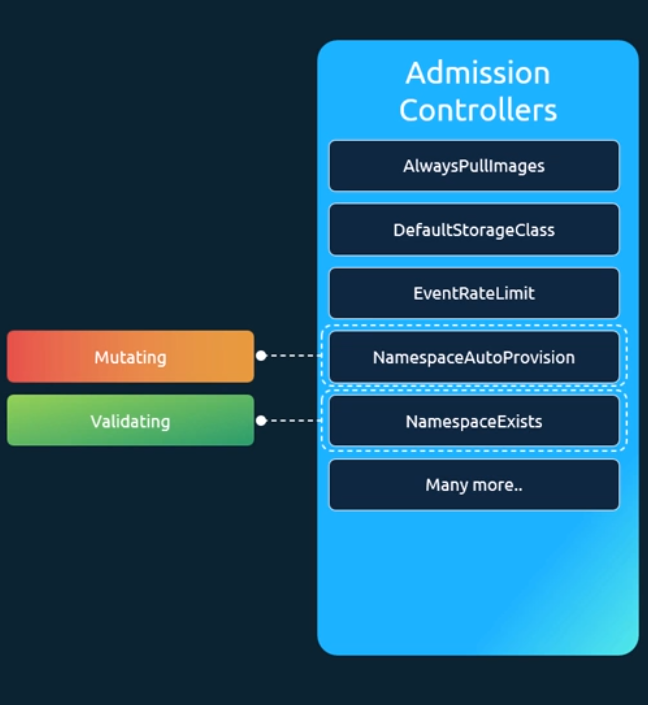 Admission
Controllers
AlwaysPullImages
DefaultStorageClass
EventRateLimit
Mutating
NamespaceAutoProvision
Validating
NamespaceExists
Many more..